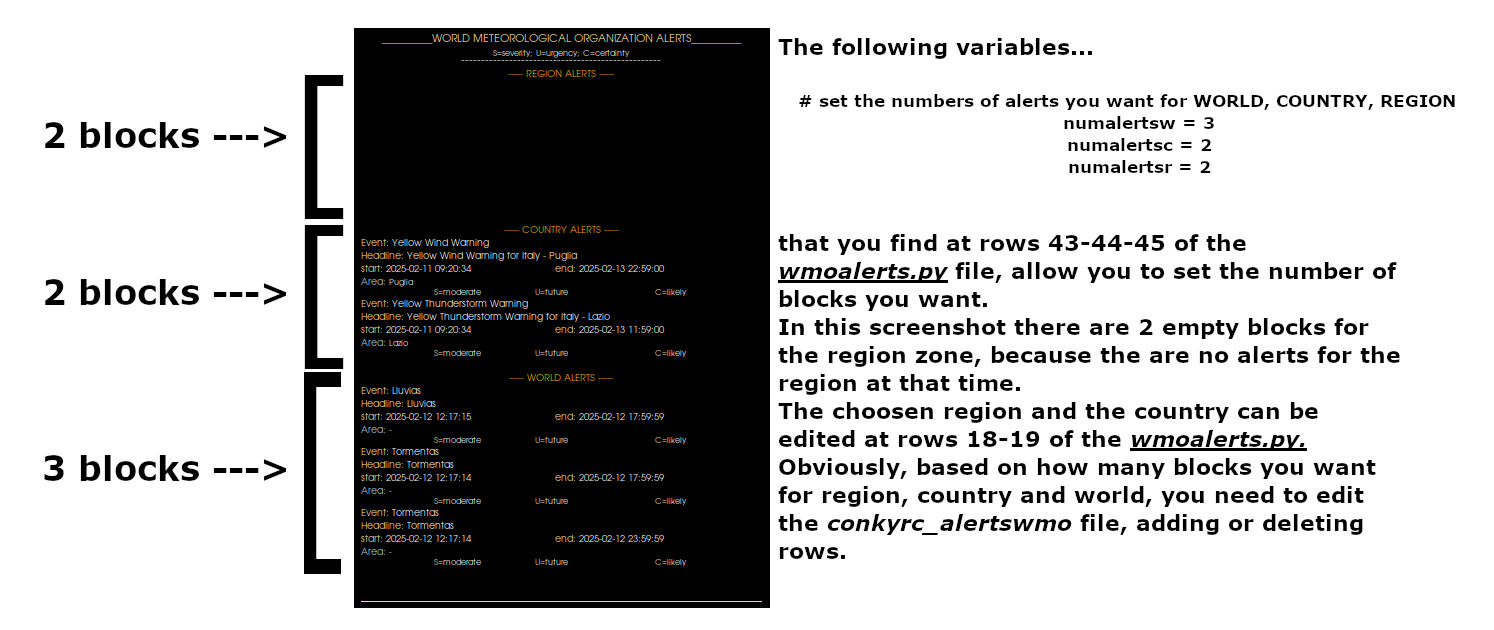 2 blocks --->
2 blocks --->
3 blocks --->
__________WORLD METEOROLOGICAL ORGANIZATION ALERTS__________
S=severity; U=urgency; C=certainty
--------------------------------------------------
----- REGION ALERTS -----
----- COUNTRY ALERTS -----
Event: Yellow Wind Warning
Headline: Yellow Wind Warning for Italy - Puglia
start: 2025-02-11 09:20:34 end: 2025-02-13 22:59:00
Area: Puglia
S=moderate U=future C=likely
Event: Yellow Thunderstorm Warning
Headline: Yellow Thunderstorm Warning for Italy - Lazio
start: 2025-02-11 09:20:34 end: 2025-02-13 11:59:00
Area: Lazio
S=moderate U=future C=likely
----- WORLD ALERTS -----
Event: Lluvias
Headline: Lluvias
start: 2025-02-12 12:17:15 end: 2025-02-12 17:59:59
Area: -
S=moderate U=future C=likely
Event: Tormentas
Headline: Tormentas
start: 2025-02-12 12:17:14 end: 2025-02-12 17:59:59
Area: -
S=moderate U=future C=likely
Event: Tormentas
Headline: Tormentas
start: 2025-02-12 12:17:14 end: 2025-02-12 23:59:59
Area: -
S=moderate U=future C=likely
The following variables...
# set the numbers of alerts you want for WORLD, COUNTRY, REGION
numalertsw = 3
numalertsc = 2
numalertsr = 2
that you find at rows 43-44-45 of the
wmoalerts.py file, allow you to set the number of
blocks you want.
In this screenshot there are 2 empty blocks for
the region zone, because the are no alerts for the
region at that time.
The choosen region and the country can be
edited at rows 18-19 of the wmoalerts.py.
Obviously, based on how many blocks you want
for region, country and world, you need to edit
the conkyrc_alertswmo file, adding or deleting
rows.